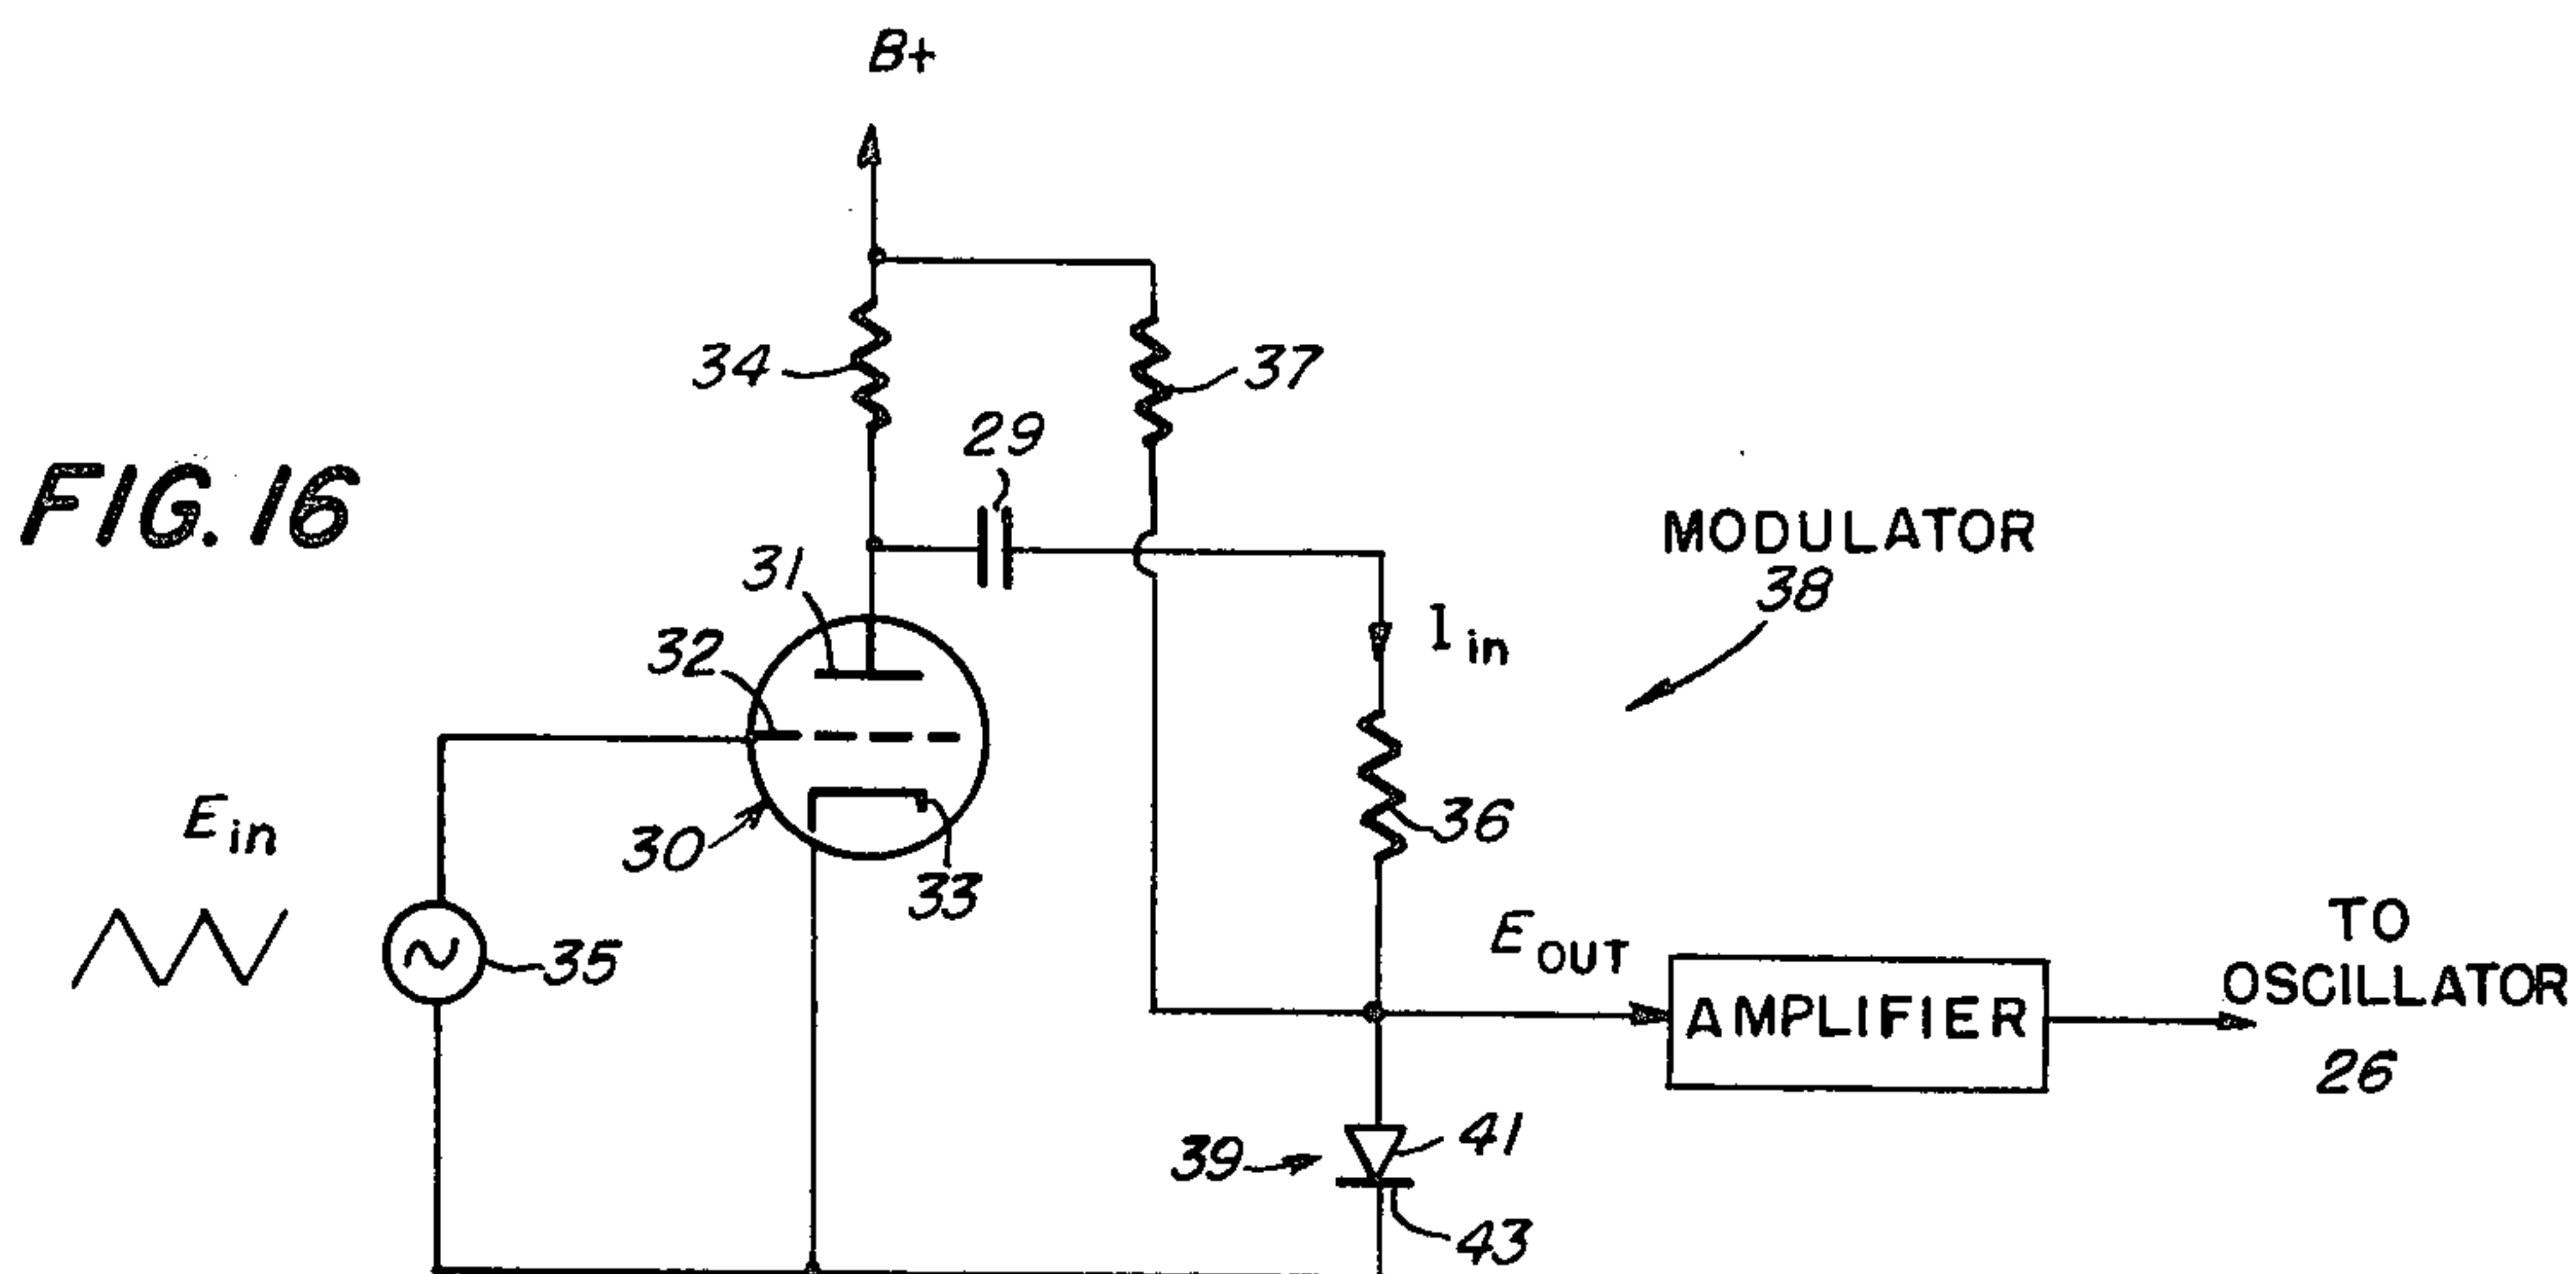 B+
34
37
29
FIG. 16
31
MODULATOR
38
32
I in
E in
30
33
36
35
E OUT
AMPLIFIER
TO
OSCILLATOR
26
39
41
43